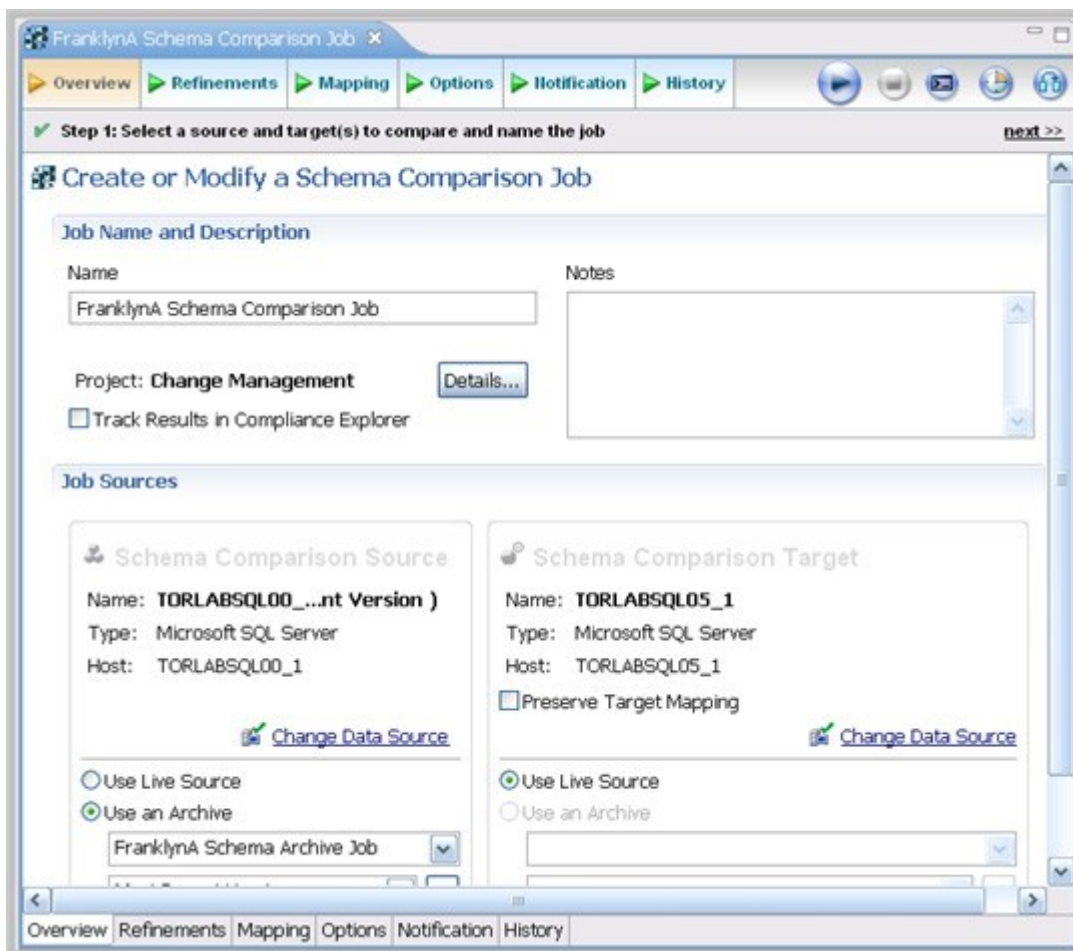 FranklynA Schema Comparison Job
Overview Refinements Mapping Options Notification History
Step 1: Select a source and target(s) to compare and name the job next >>
Create or Modify a Schema Comparison Job
Job Name and Description
Name Notes
FranklynA Schema Comparison Job
Project: Change Management Details...
Track Results in Compliance Explorer
Job Sources
Schema Comparison Source Schema Comparison Target
Name: TORLABSQL00_...nt Version ) Name: TORLABSQL05_1
Type: Microsoft SQL Server Type: Microsoft SQL Server
Host: TORLABSQL00_1 Host: TORLABSQL05_1
Preserve Target Mapping
Change Data Source Change Data Source
Use Live Source Use Live Source
Use an Archive Use an Archive
FranklynA Schema Archive Job
Overview Refinements Mapping Options Notification History